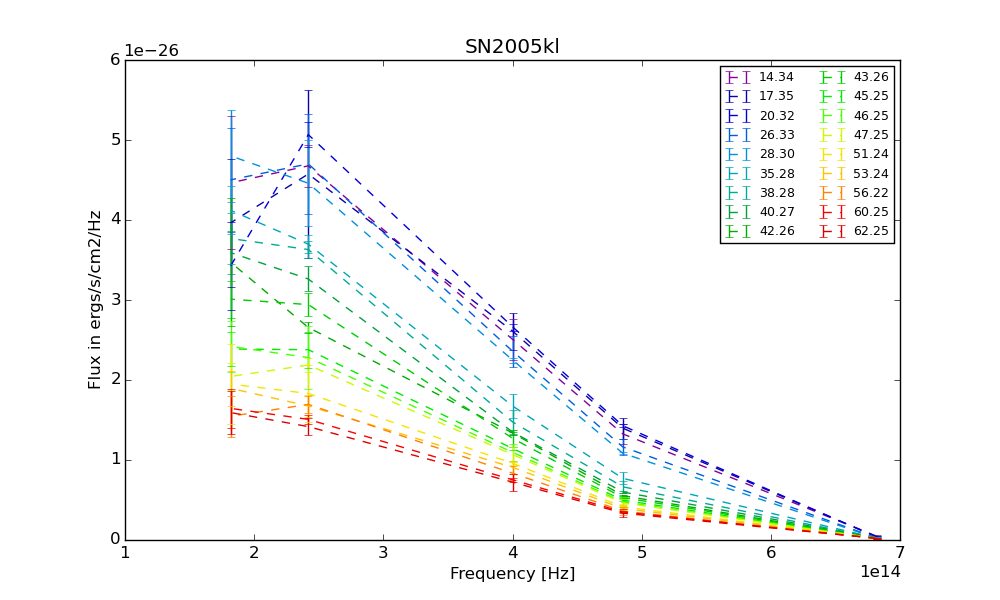 SN2005kl
1e−26
6
5
4
3
2
1
0
Flux in ergs/s/cm2/Hz
14.34 43.26
17.35 45.25
20.32 46.25
26.33 47.25
28.30 51.24
35.28 53.24
38.28 56.22
40.27 60.25
42.26 62.25
1 2 3 4 5 6 7
Frequency [Hz]
1e14